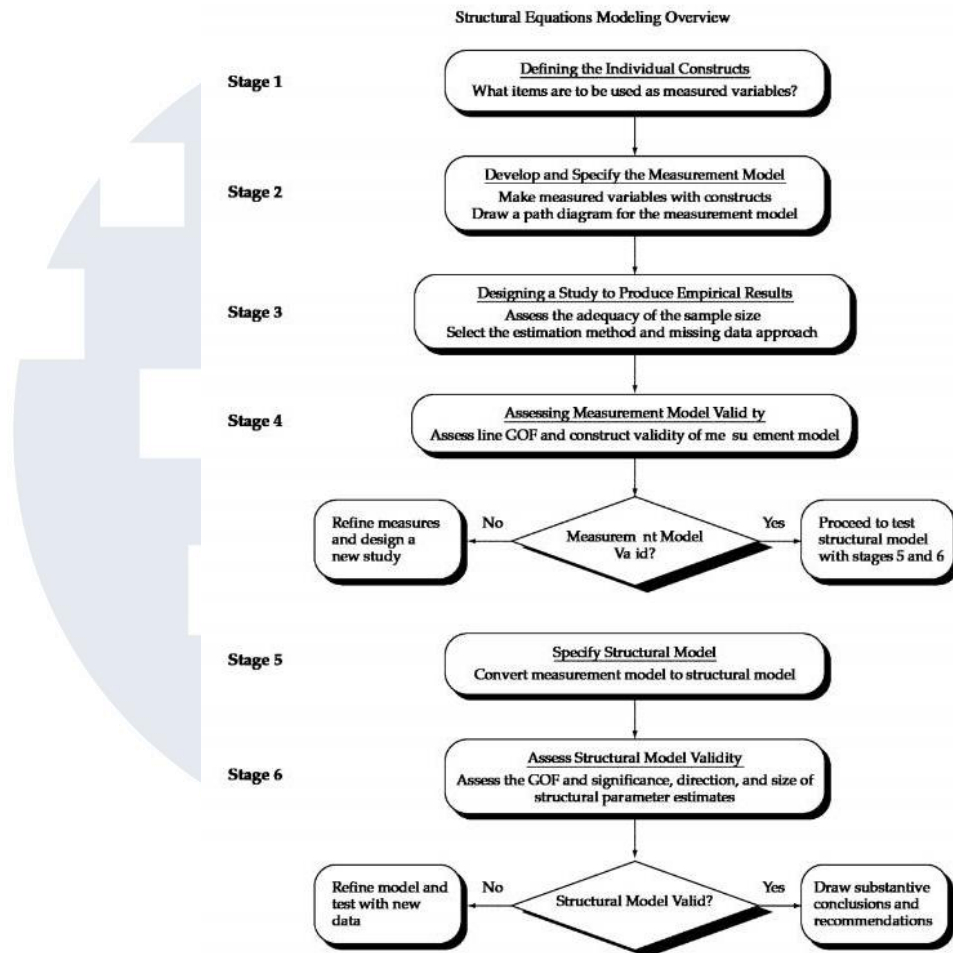 Structural Equations Modeling Overview
Stage 1
Defining the Individual Constructs
What items are to be used as measured variables?
Stage 2
Develop and Specify the Measurement Model
Make measured variables with constructs
Draw a path diagram for the measurement model
Stage 3
Designing a Study to Produce Empirical Results
Assess the adequacy of the sample size
Select the estimation method and missing data approach
Stage 4
Assessing Measurement Model Valid ty
Assess line GOF and construct validity of me su ement model
Refine measures
and design a
new study
No
Measurem nt Model
Va id?
Yes
Proceed to test
structural model
with stages 5 and 6
Stage 5
Specify Structural Model
Convert measurement model to structural model
Stage 6
Assess Structural Model Validity
Assess the GOF and significance, direction, and size of
structural parameter estimates
Refine model and
test with new
data
No
Structural Model Valid?
Yes
Draw substantive
conclusions and
recommendations